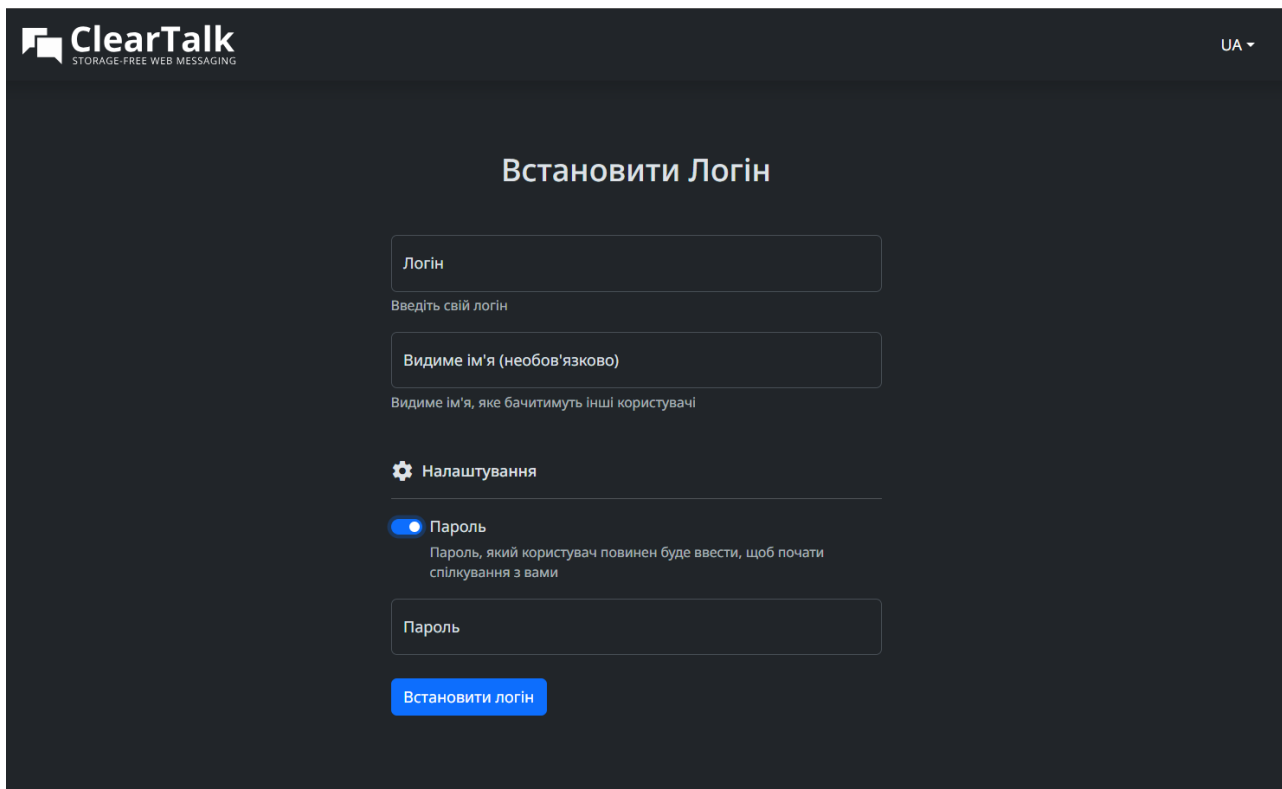 ClearTalk
STORAGE-FREE WEB MESSAGING
UA
Встановити Логін
Логін
Введіть свій логін
Видиме ім'я (необов'язково)
Видиме ім'я, яке бачитимуть інші користувачі
Налаштування
Пароль
Пароль, який користувач повинен буде ввести, щоб почати
спілкування з вами
Пароль
Встановити логін